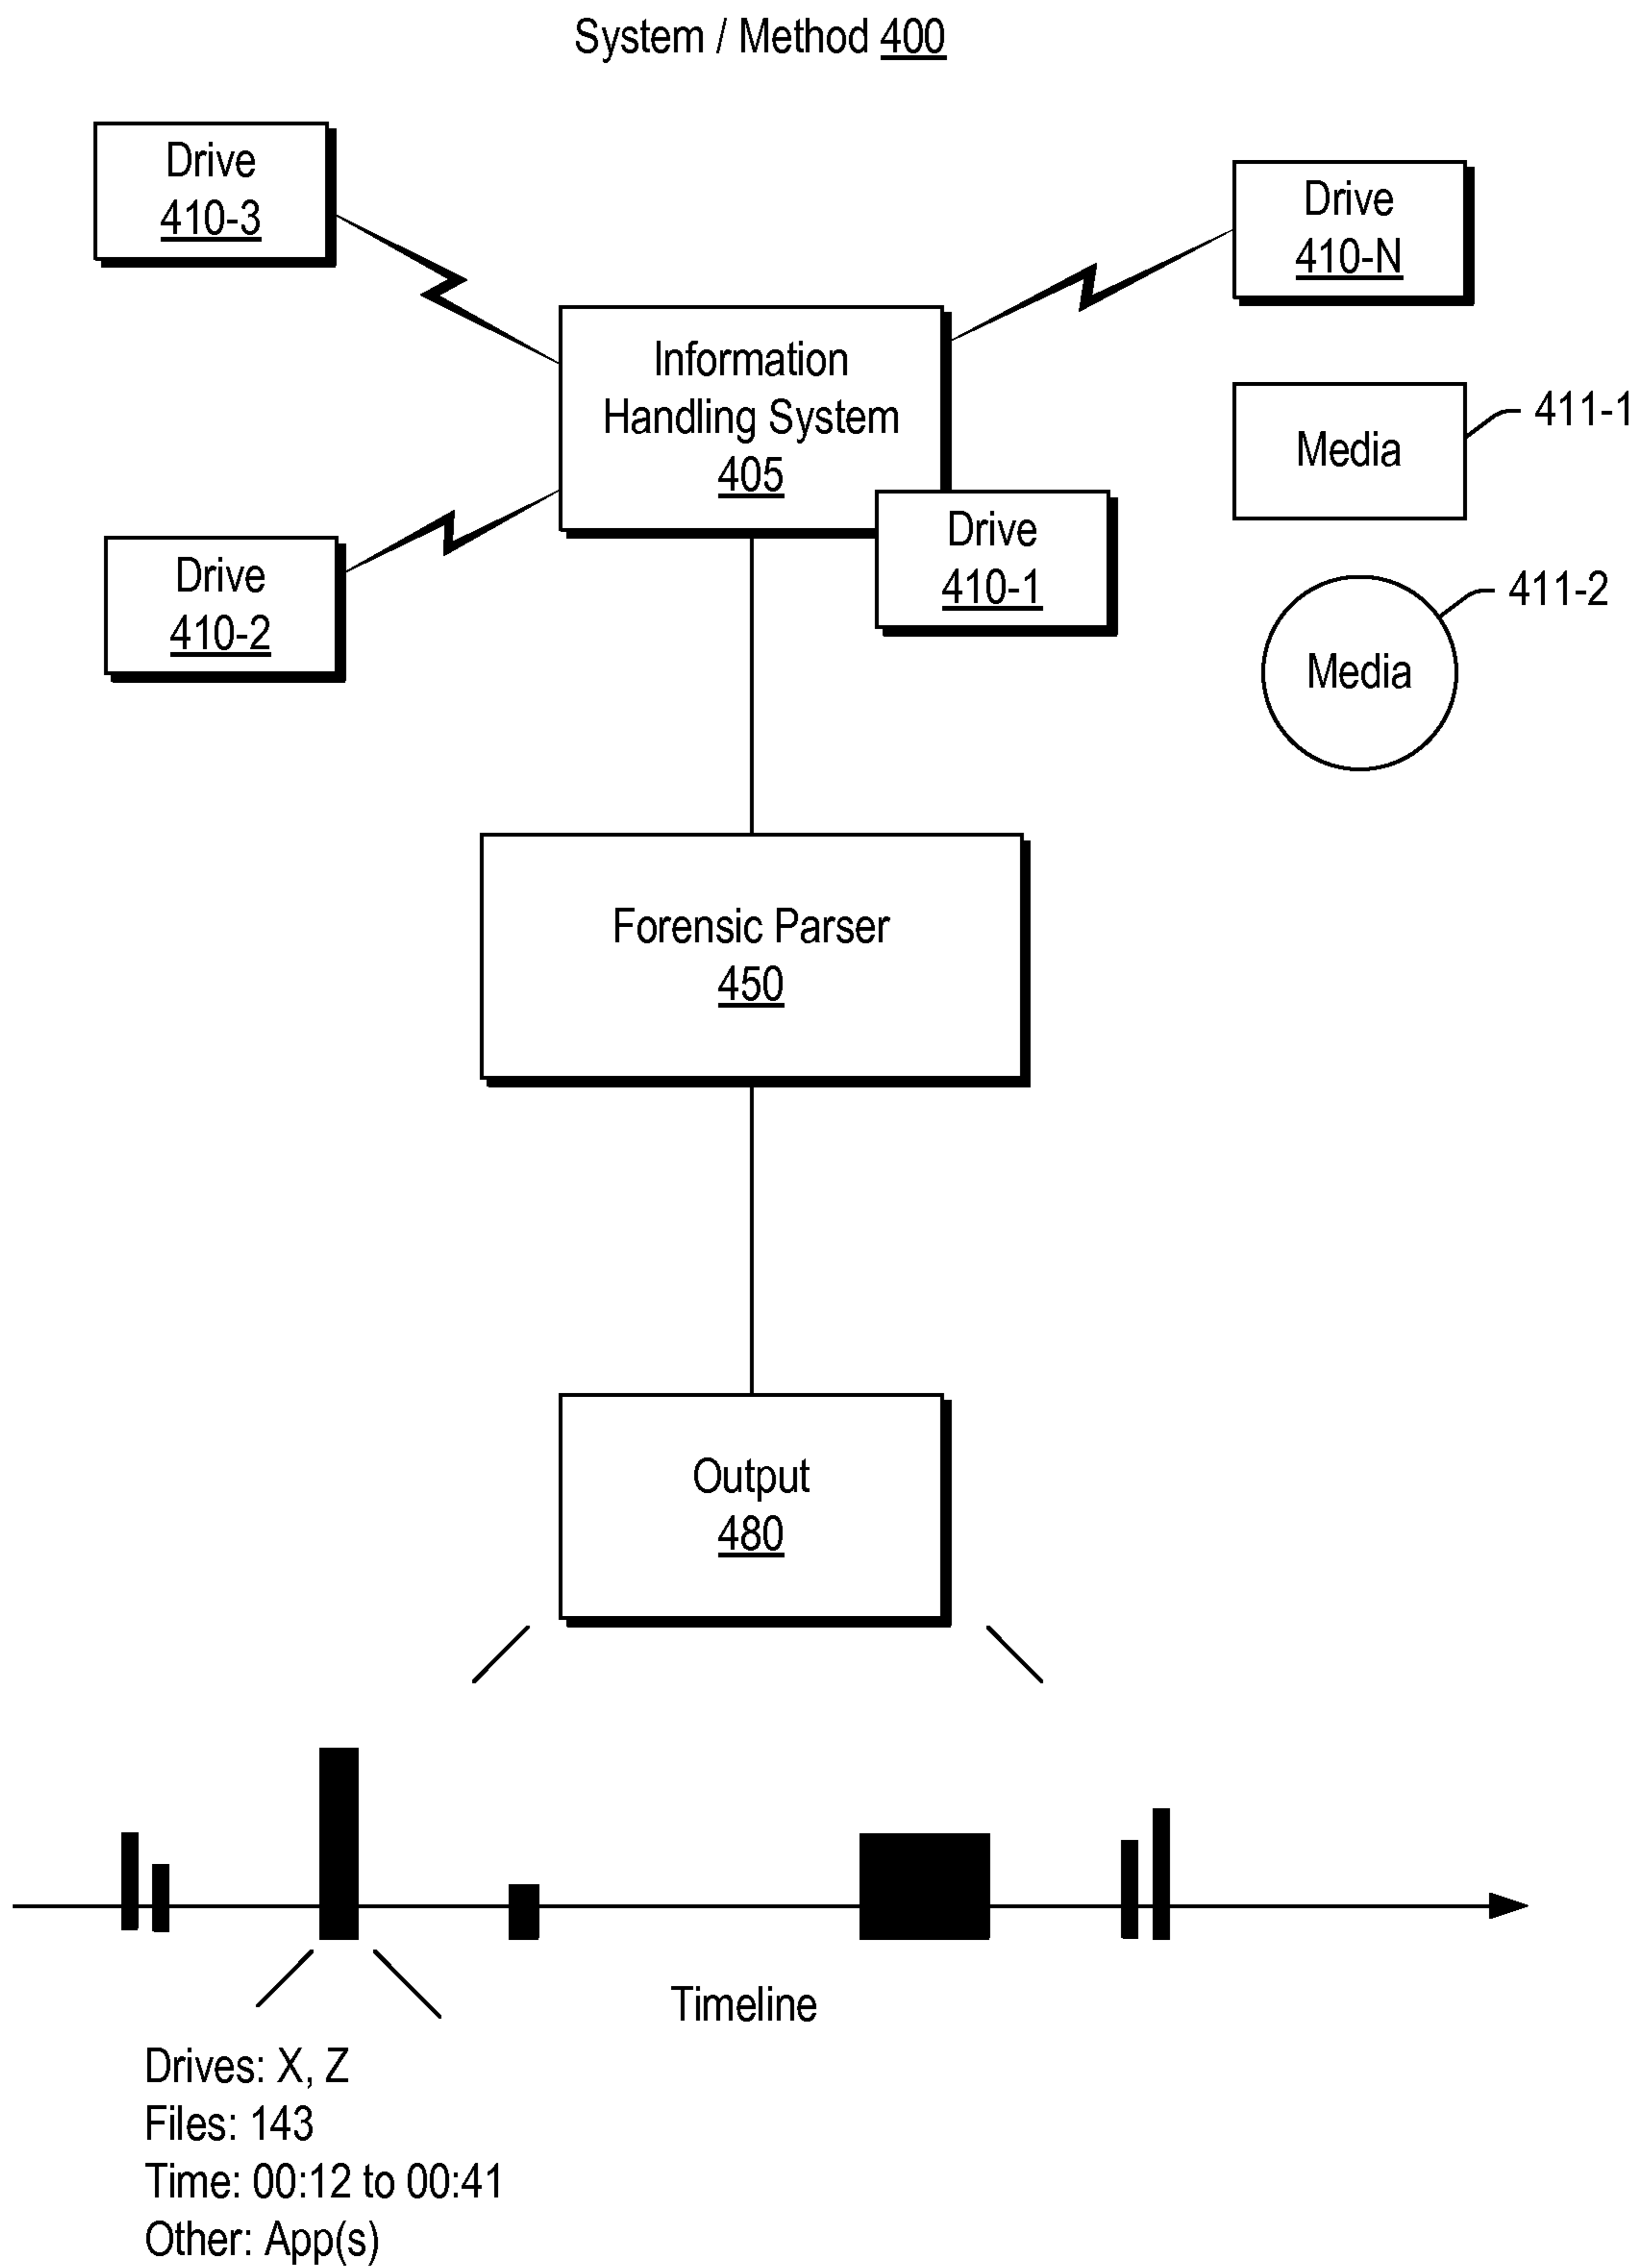 System / Method 400
Drive
410-3
Drive
410-N
Information
Handling System
405
Media
411-1
Drive
410-1
Drive
410-2
Media
411-2
Forensic Parser
450
Output
480
Timeline
Drives: X, Z
Files: 143
Time: 00:12 to 00:41
Other: App(s)